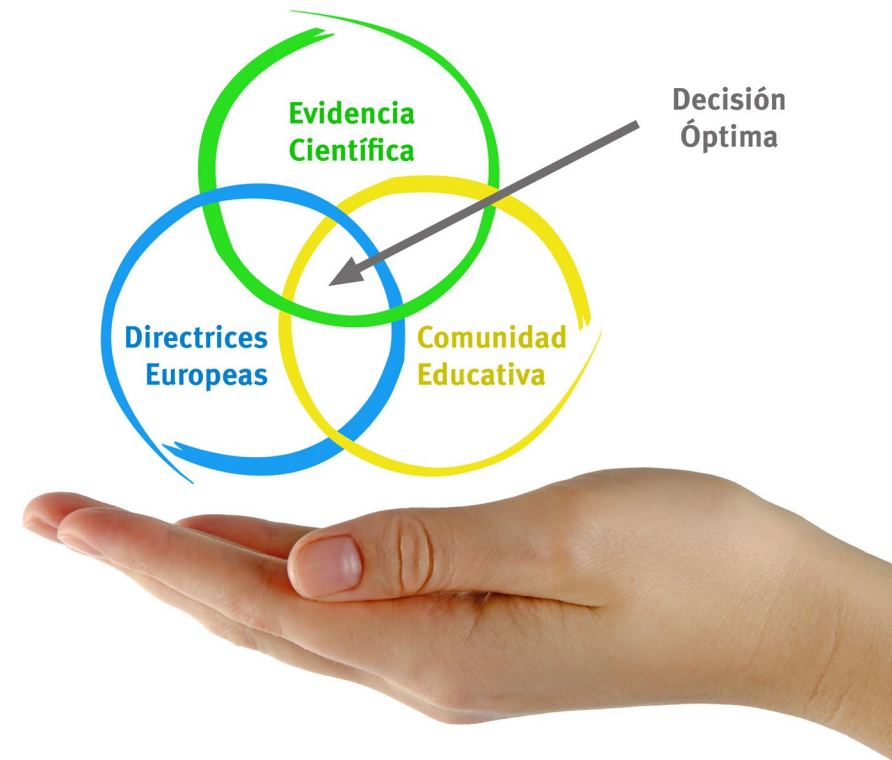 Evidencia
Científica
Decisión
Óptima
Directrices
Europeas
Comunidad
Educativa